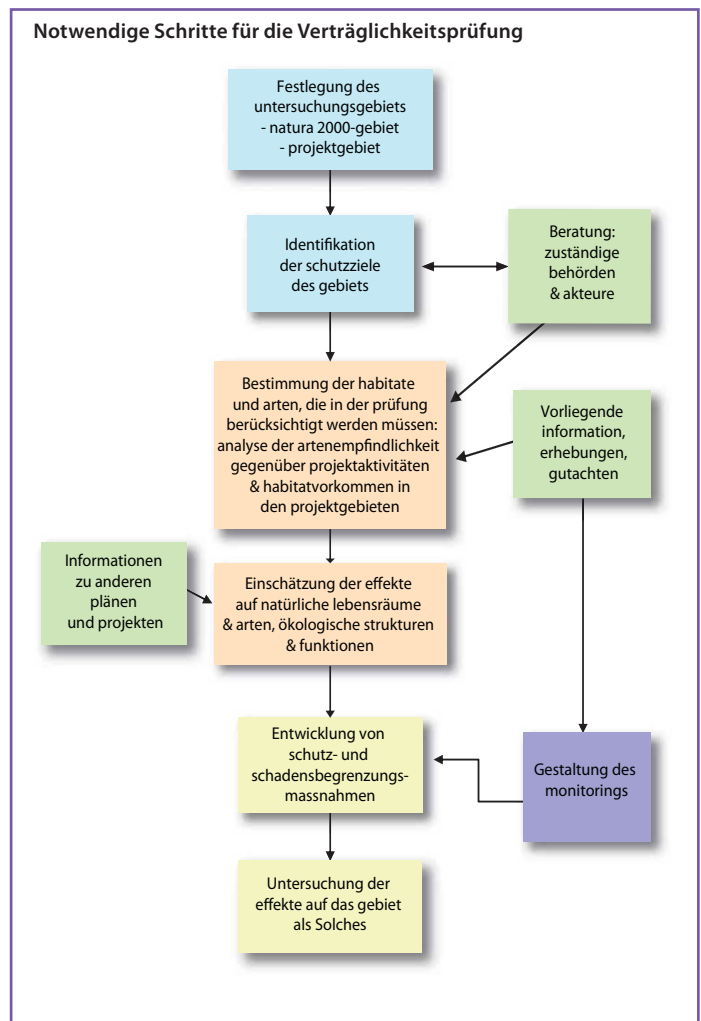 Notwendige Schritte für die Verträglichkeitsprüfung
Festlegung des
untersuchungsgebiets
- natura 2000-gebiet
- projektgebiet
Identifikation
der schutzziele
des gebiets
Beratung:
zuständige
behörden
& akteure
Bestimmung der habitate
und arten, die in der prüfung
berücksichtigt werden müssen:
analyse der artenempfindlichkeit
gegenüber projektaktivitäten
& habitatvorkommen in
den projektgebieten
Vorliegende
information,
erhebungen,
gutachten
Informationen
zu anderen
plänen
und projekten
Einschätzung der effekte
auf natürliche lebensräume
& arten, ökologische strukturen
& funktionen
Entwicklung von
schutz- und
schadensbegrenzungs-
massnahmen
Gestaltung des
monitorings
Untersuchung der
effekte auf das gebiet
als Solches